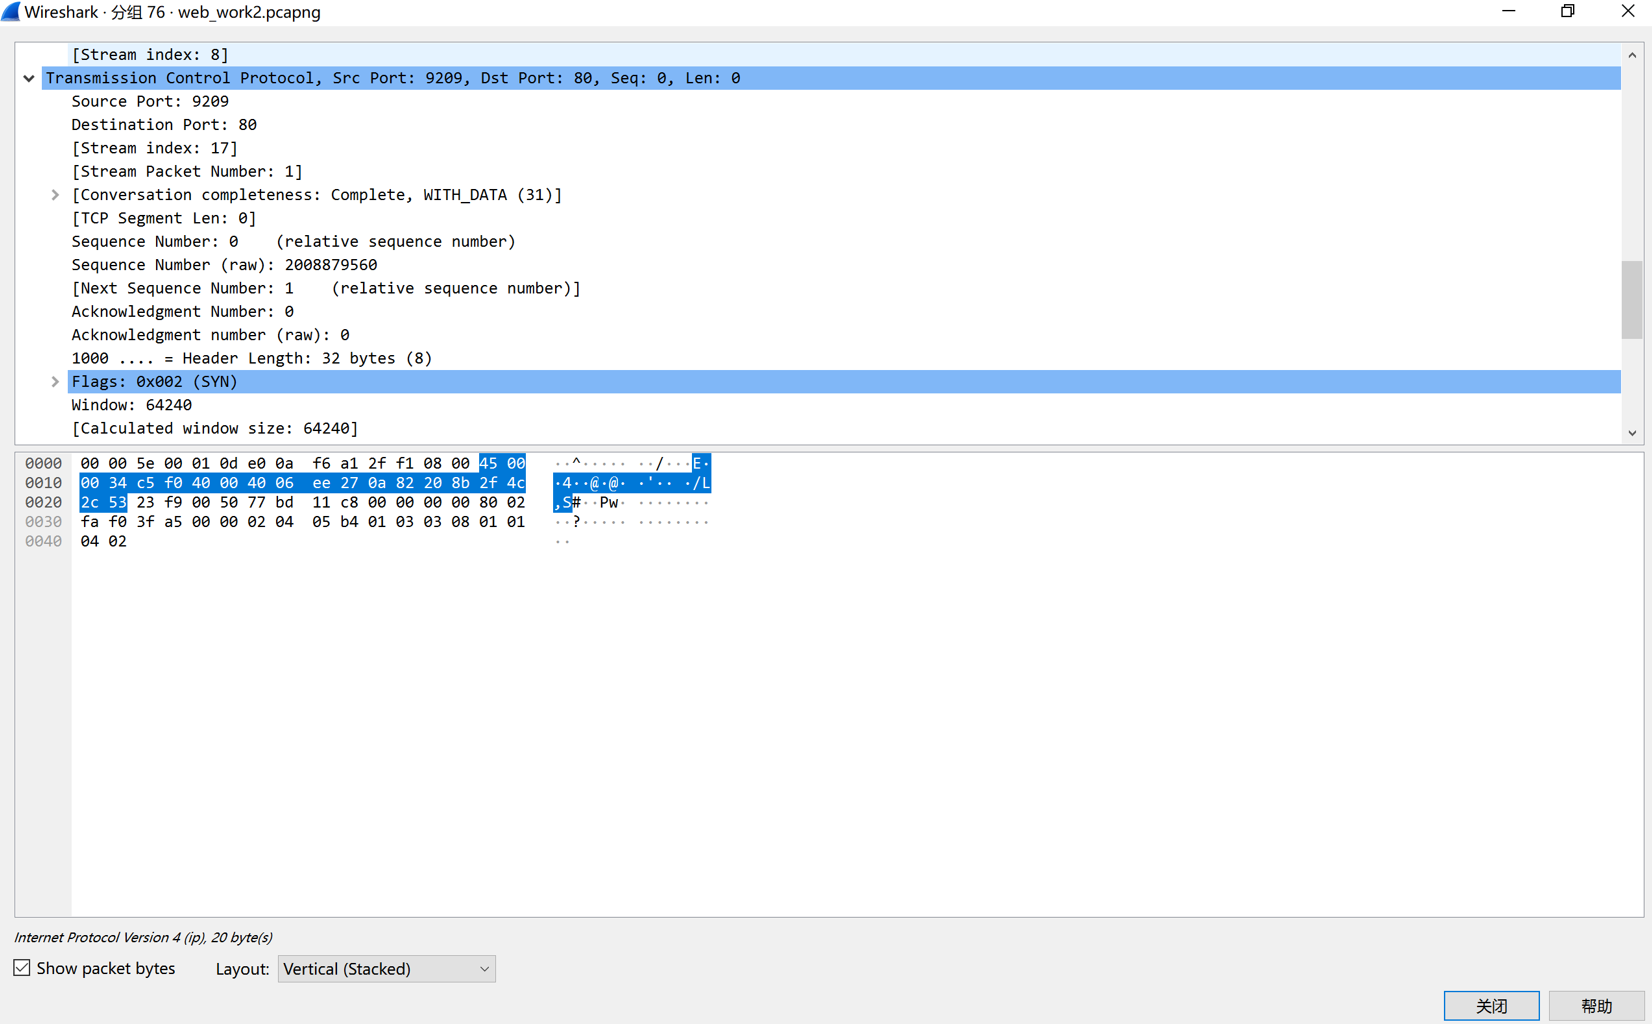 Wireshark · 分组 76 · web_work2.pcapng
[Stream index: 8]
Transmission Control Protocol, Src Port: 9209, Dst Port: 80, Seq: 0, Len: 0
Source Port: 9209
Destination Port: 80
[Stream index: 17]
[Stream Packet Number: 1]
[Conversation completeness: Complete, WITH_DATA (31)]
[TCP Segment Len: 0]
Sequence Number: 0    (relative sequence number)
Sequence Number (raw): 2008879560
[Next Sequence Number: 1    (relative sequence number)]
Acknowledgment Number: 0
Acknowledgment number (raw): 0
1000 .... = Header Length: 32 bytes (8)
Flags: 0x002 (SYN)
Window: 64240
[Calculated window size: 64240]
0000  00 00 5e 00 01 0d e0 0a  f6 a1 2f f1 08 00 45 00  ··^····· ··/···E·
0010  00 34 c5 f0 40 00 40 06  ee 27 0a 82 20 8b 2f 4c  ·4··@·@· ·'·· ·/L
0020  2c 53 23 f9 00 50 77 bd  11 c8 00 00 00 00 80 02  ,S#··Pw· ········
0030  fa f0 3f a5 00 00 02 04  05 b4 01 03 03 08 01 01  ··?····· ········
0040  04 02  ··
Internet Protocol Version 4 (ip), 20 byte(s)
Show packet bytes  Layout: Vertical (Stacked)
关闭  帮助